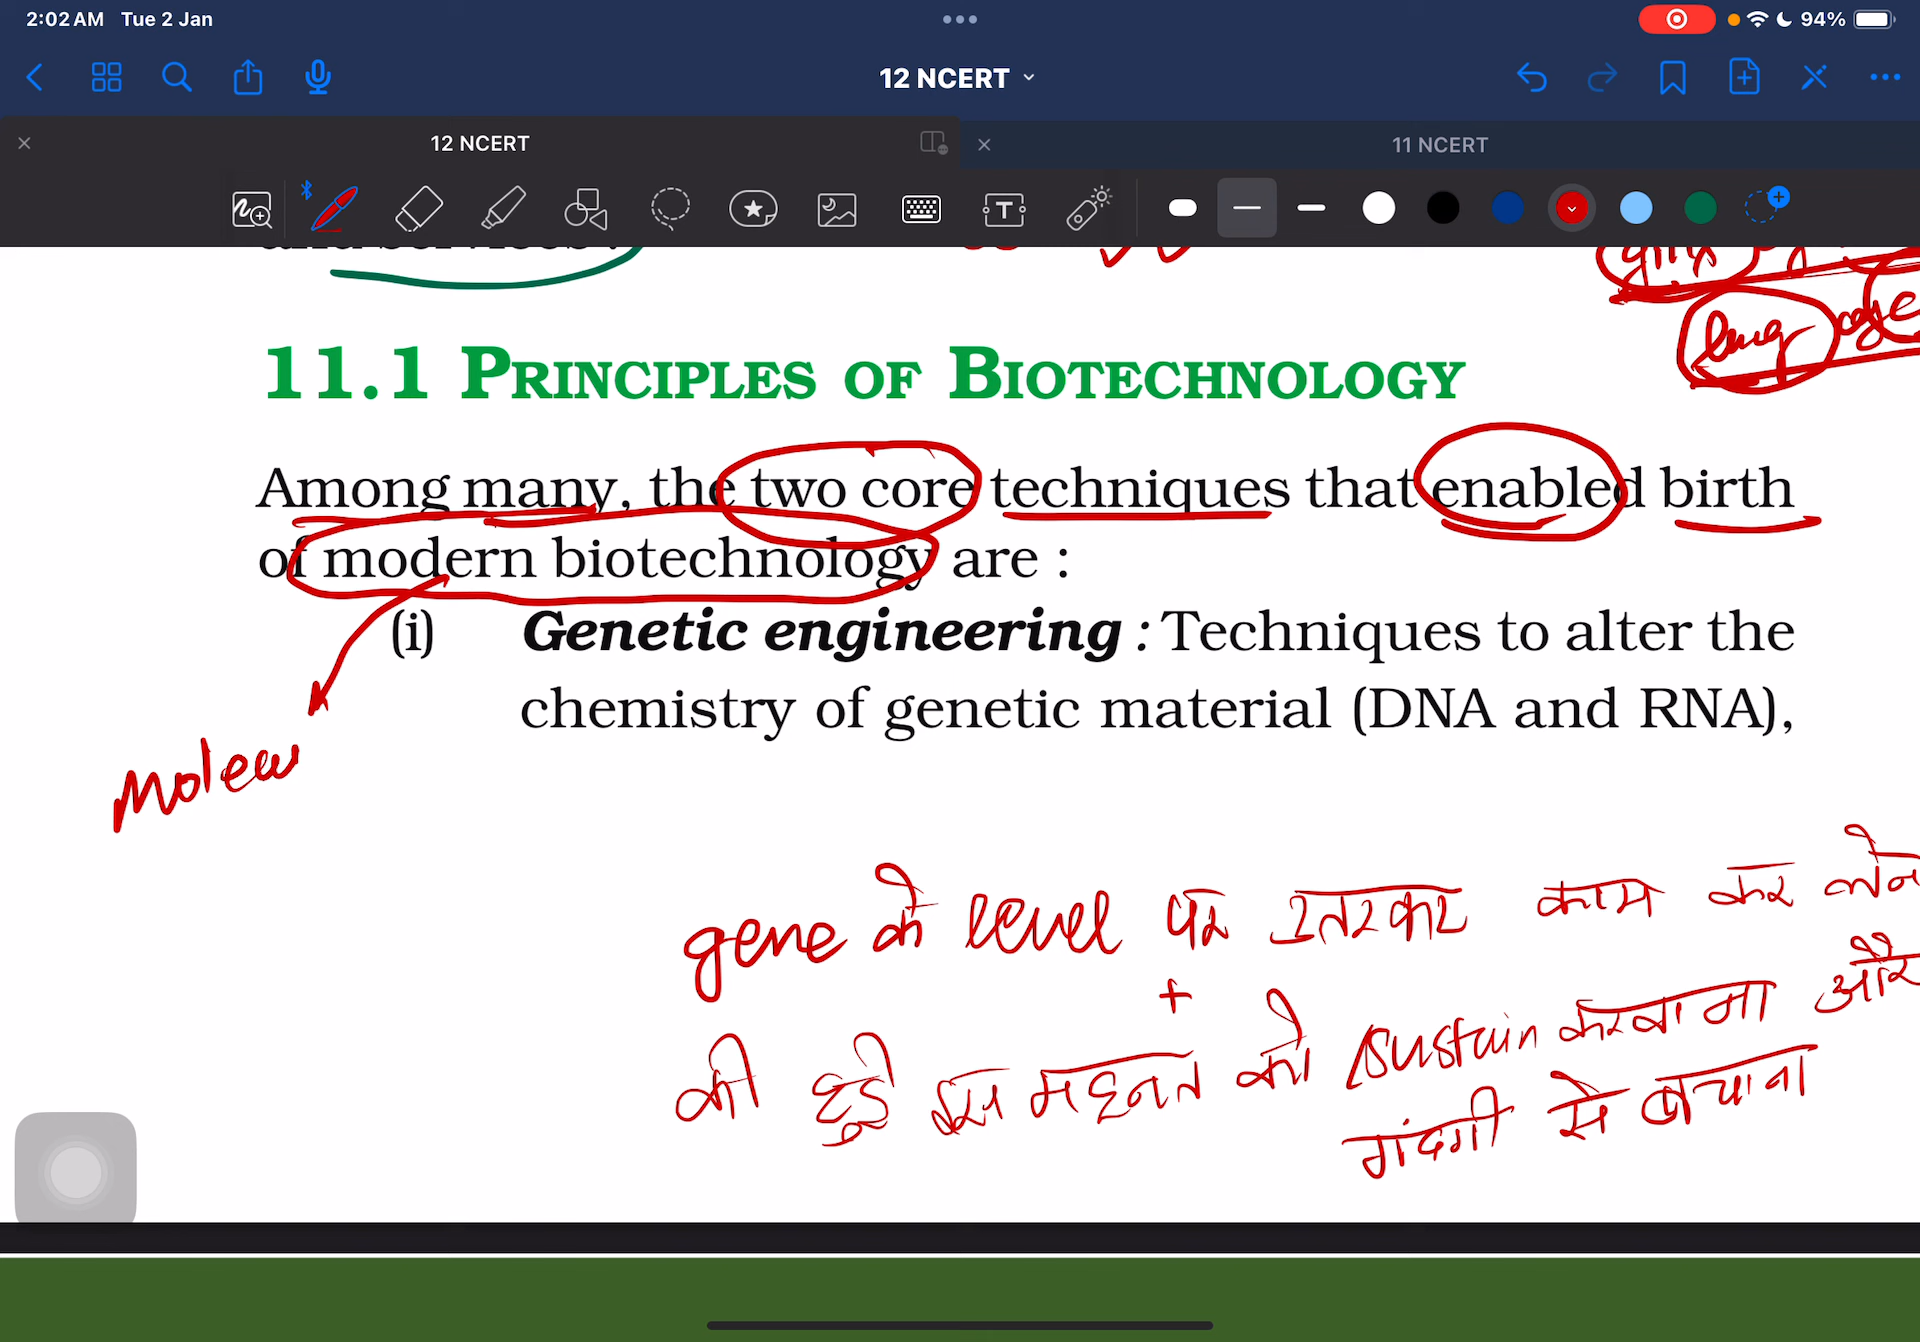 2:02 AM Tue 2 Jan
94%
12 NCERT
12 NCERT
11 NCERT
11.1 PRINCIPLES OF BIOTECHNOLOGY
Among many, the two core techniques that enabled birth
of modern biotechnology are :
(i) Genetic engineering : Techniques to alter the
chemistry of genetic material (DNA and RNA),
Molecu
gene के level पर उतरकर काम कर लेन
+
की हुई इस महनत को sustain करवाना और
गंदगी से बचाना